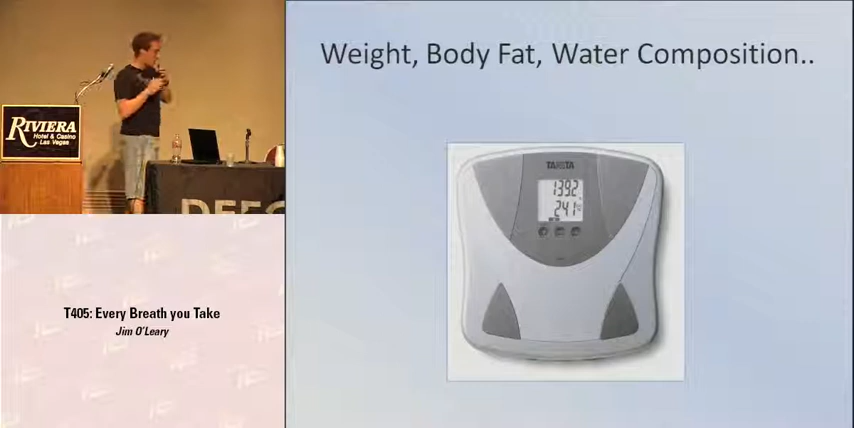 Weight, Body Fat, Water Composition..
TANITA
139.2
24.1
RIVIERA
Hotel & Casino
Las Vegas
DEFC
T405: Every Breath you Take
Jim O'Leary